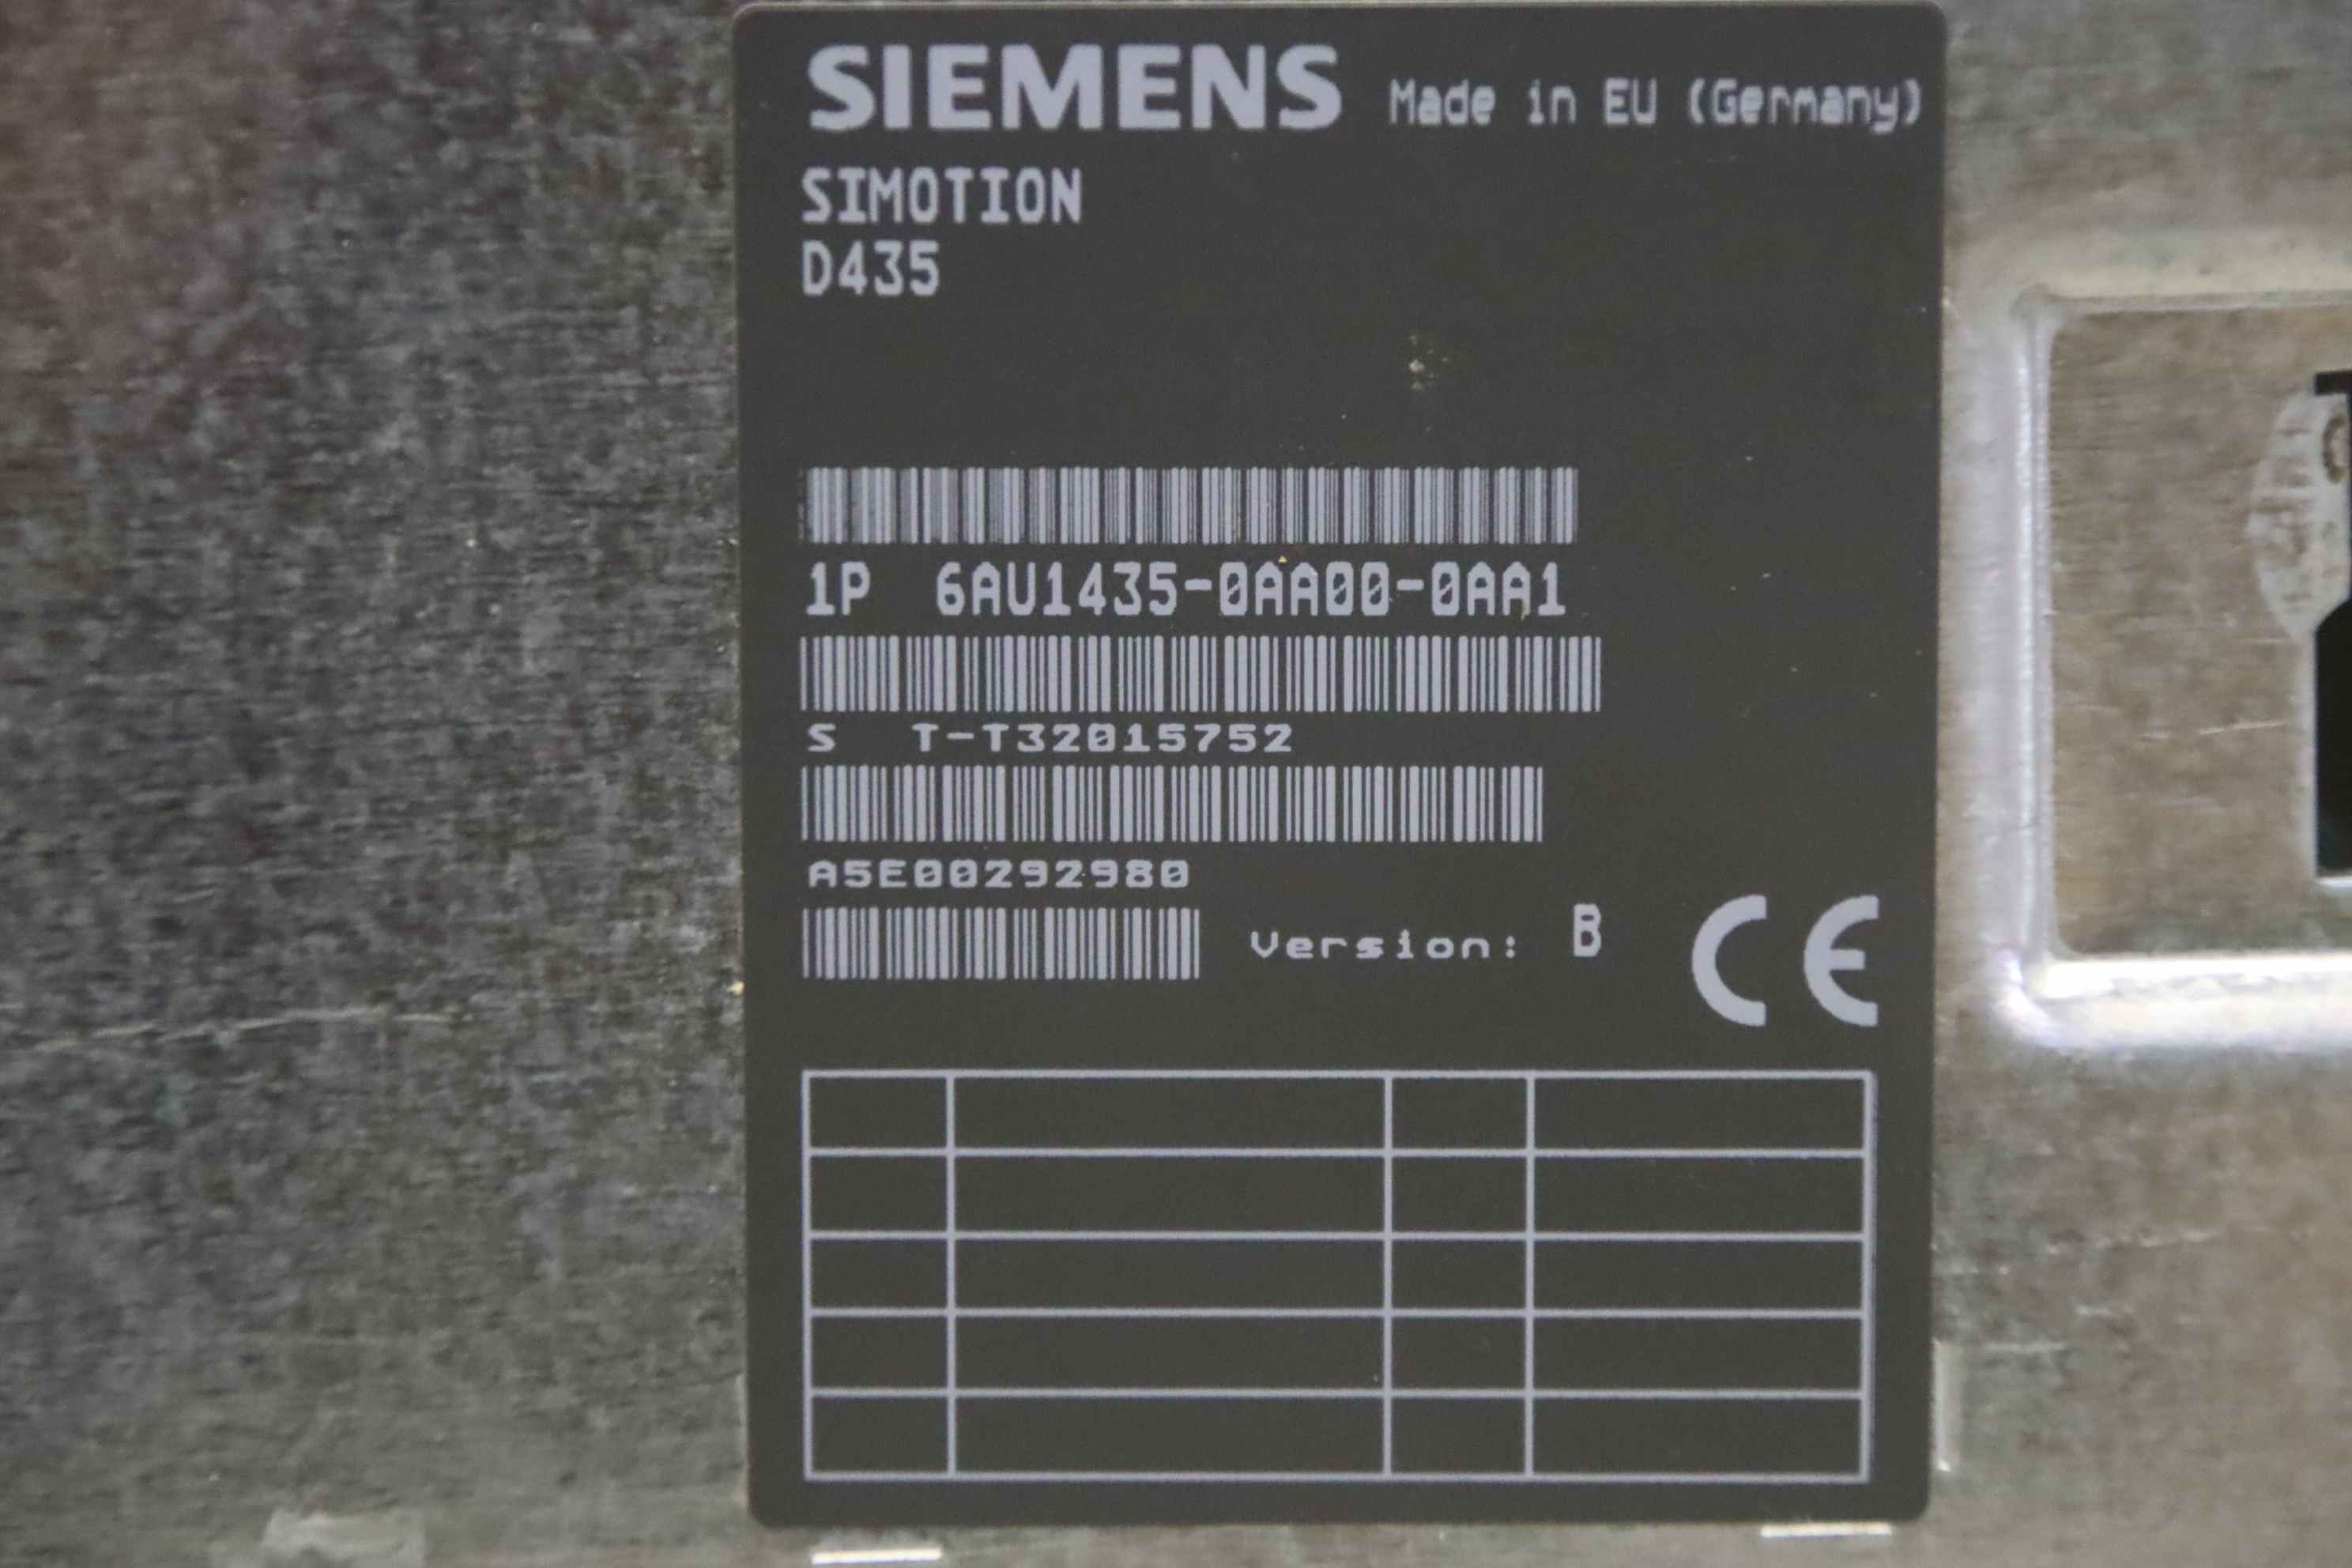 SIEMENS Made in EU (Germany)
SIMOTION
D435
1P 6AU1435-0AA00-0AA1
S T-T32015752
A5E00292980
Version: B
CE